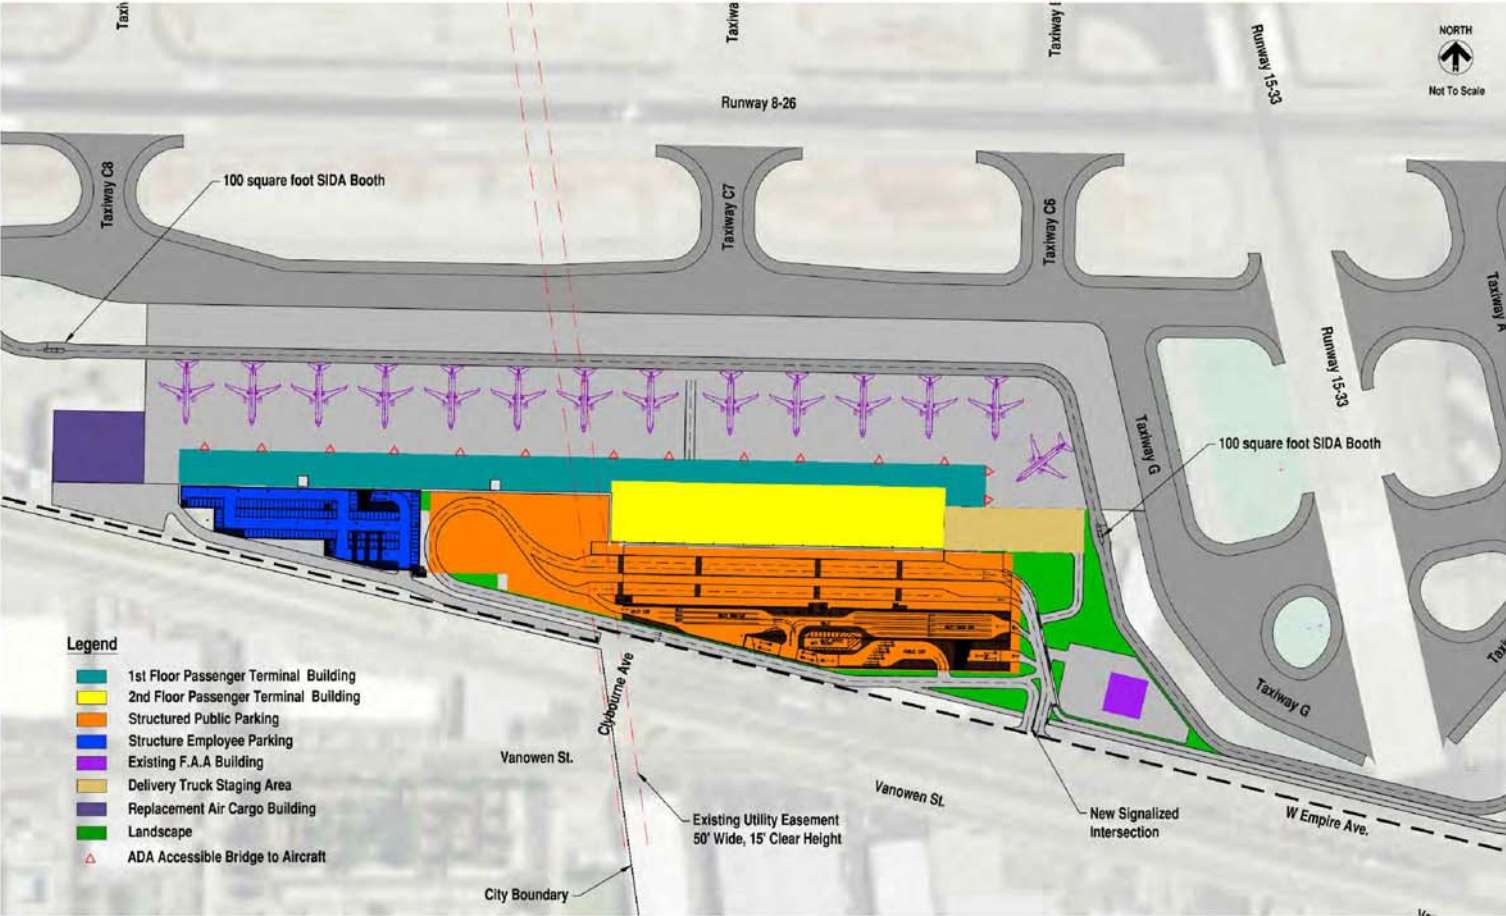 Taxiwa
Taxiway
Runway 15-33
NORTH
Not To Scale
Runway 8-26
Taxiway C8
100 square foot SIDA Booth
Taxiway C7
Taxiway C6
Taxiway A
Runway 15-33
Taxiway G
100 square foot SIDA Booth
Taxiway G
Legend
1st Floor Passenger Terminal Building
2nd Floor Passenger Terminal Building
Structured Public Parking
Structure Employee Parking
Existing F.A.A Building
Delivery Truck Staging Area
Replacement Air Cargo Building
Landscape
ADA Accessible Bridge to Aircraft
Clybourne Ave
Vanowen St.
Vanowen St.
Existing Utility Easement
50' Wide, 15' Clear Height
New Signalized
Intersection
W Empire Ave.
City Boundary